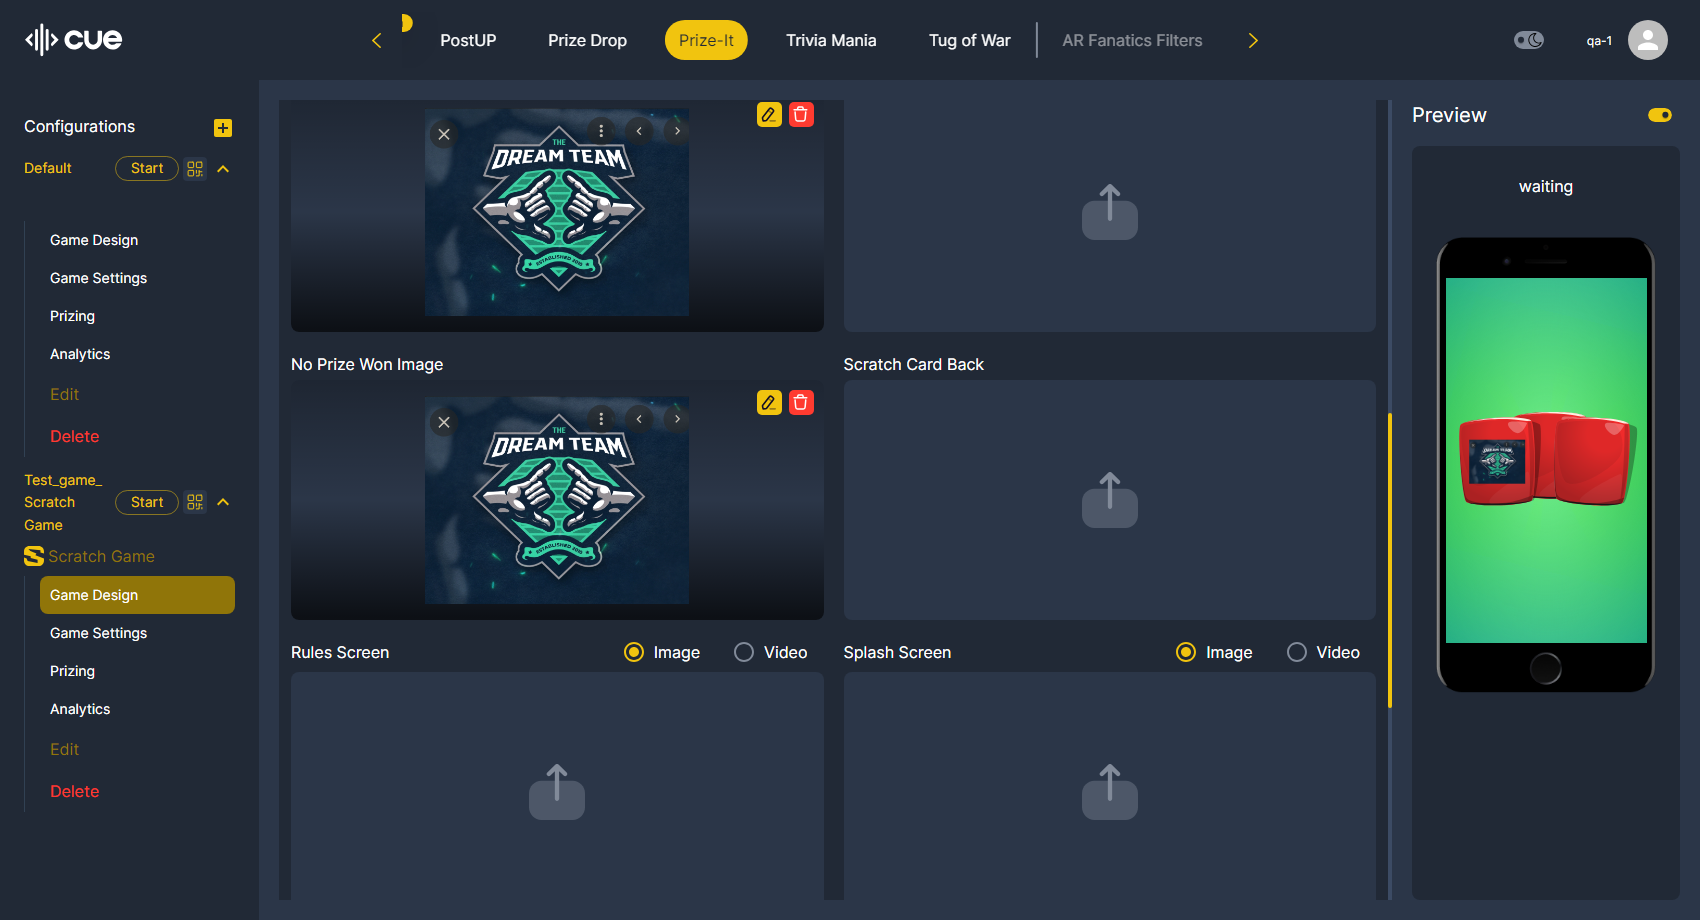 cue
PostUP
Prize Drop
Prize-It
Trivia Mania
Tug of War
AR Fanatics Filters
qa-1
Configurations
Default
Start
Game Design
Game Settings
Prizing
Analytics
Edit
Delete
Test_game_
Scratch
Game
Start
Scratch Game
Game Design
Game Settings
Prizing
Analytics
Edit
Delete
THE
DREAM TEAM
No Prize Won Image
Scratch Card Back
THE
DREAM TEAM
Rules Screen
Image
Video
Splash Screen
Image
Video
Preview
waiting
DREAM TEAM